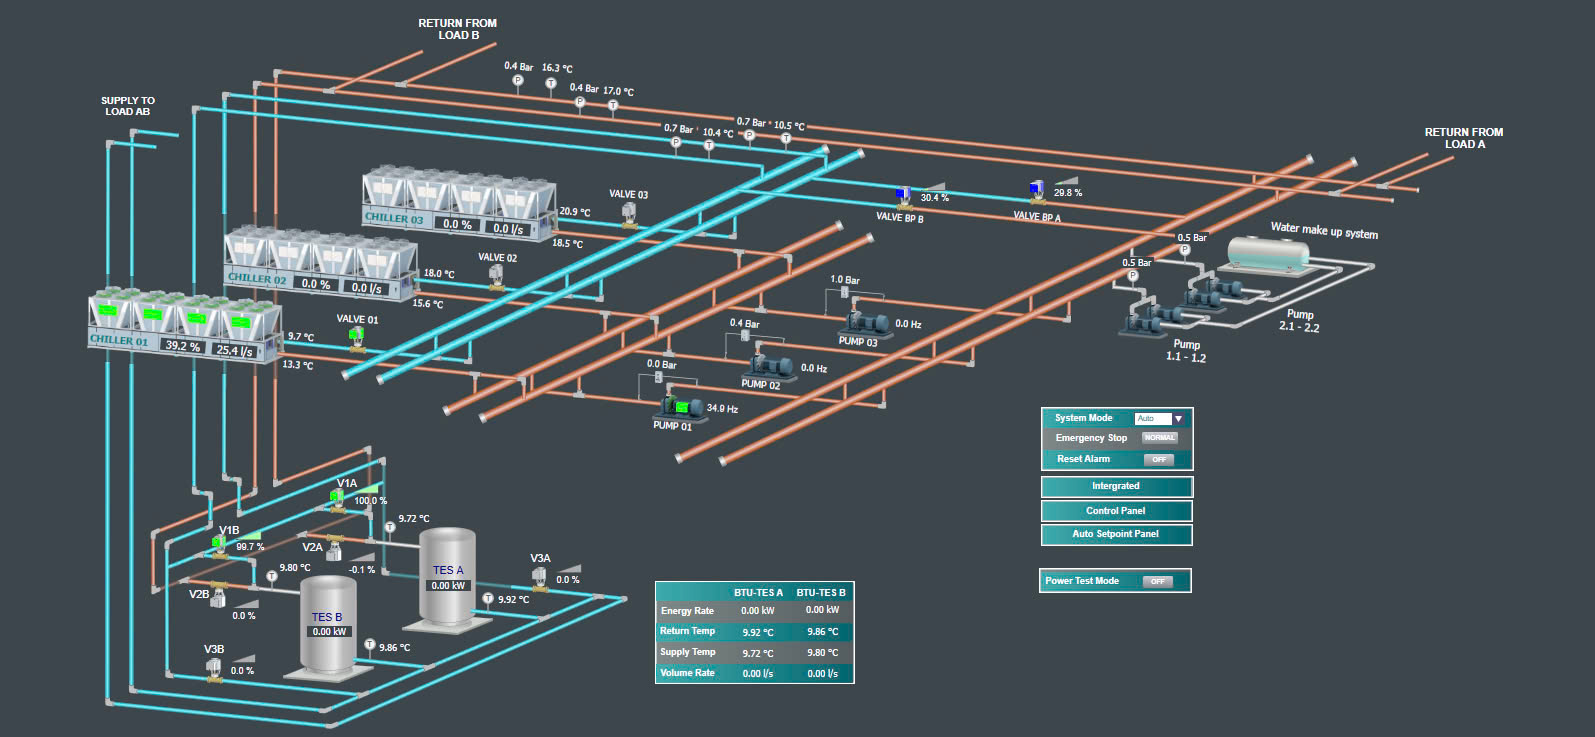 RETURN FROM
LOAD B
0.4 Bar 16.3 °C
P
T
0.4 Bar 17.0 °C
P
T
SUPPLY TO
LOAD AB
0.7 Bar 10.4 °C
P
T
0.7 Bar 10.5 °C
P
T
RETURN FROM
LOAD A
CHILLER 03
0.0 %
0.0 l/s
20.9 °C
18.5 °C
VALVE 03
VALVE BP B
30.4 %
VALVE BP A
29.8 %
CHILLER 02
0.0 %
0.0 l/s
18.0 °C
15.6 °C
VALVE 02
CHILLER 01
39.2 %
25.4 l/s
9.7 °C
13.3 °C
VALVE 01
0.5 Bar
P
0.5 Bar
P
Water make up system
Pump
2.1 - 2.2
Pump
1.1 - 1.2
1.0 Bar
0.0 Hz
PUMP 03
0.4 Bar
0.0 Hz
PUMP 02
0.0 Bar
34.9 Hz
PUMP 01
System Mode
Auto
Emergency Stop
NORMAL
Reset Alarm
OFF
Intergrated
Control Panel
Auto Setpoint Panel
Power Test Mode
OFF
V1A
100.0 %
T
9.72 °C
V1B
99.7 %
V2A
-0.1 %
T
9.80 °C
V2B
0.0 %
TES A
0.00 kW
V3A
0.0 %
T
9.92 °C
TES B
0.00 kW
T
9.86 °C
V3B
0.0 %
BTU-TES A BTU-TES B
Energy Rate 0.00 kW 0.00 kW
Return Temp 9.92 °C 9.86 °C
Supply Temp 9.72 °C 9.80 °C
Volume Rate 0.00 l/s 0.00 l/s